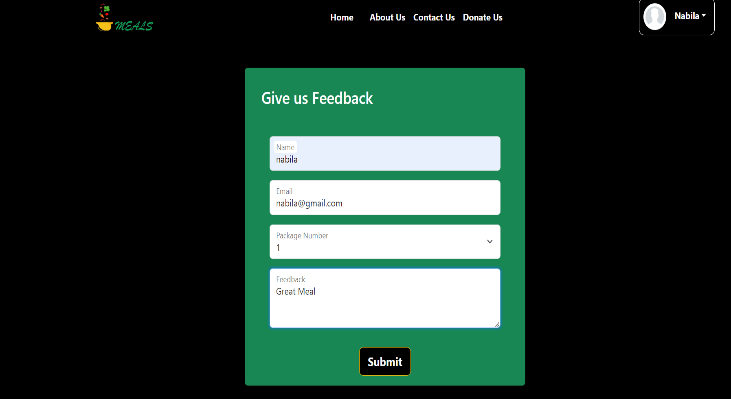 MEALS
Home About Us Contact Us Donate Us
Nabila
Give us Feedback
Name
nabila
Email
nabila@gmail.com
Package Number
1
Feedback
Great Meal
Submit